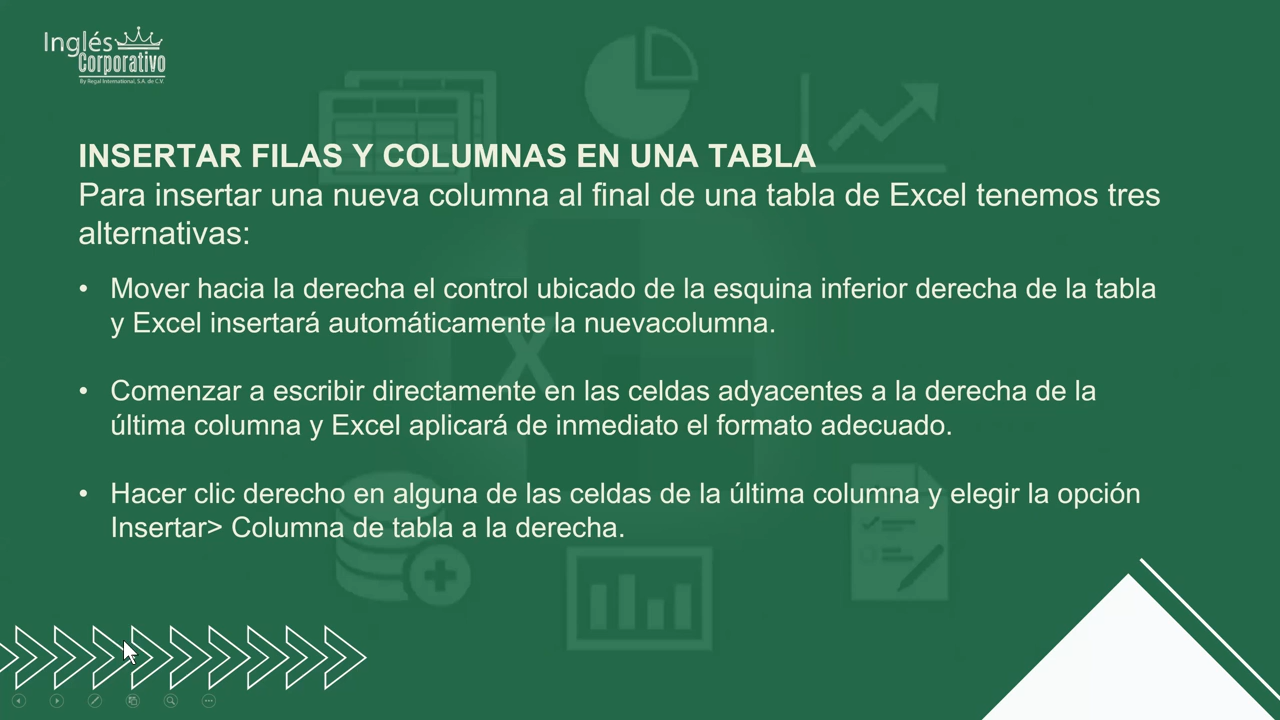 Inglés
Corporativo
By Regal International, S.A. de C.V.
INSERTAR FILAS Y COLUMNAS EN UNA TABLA
Para insertar una nueva columna al final de una tabla de Excel tenemos tres
alternativas:
• Mover hacia la derecha el control ubicado de la esquina inferior derecha de la tabla
y Excel insertará automáticamente la nuevacolumna.
• Comenzar a escribir directamente en las celdas adyacentes a la derecha de la
última columna y Excel aplicará de inmediato el formato adecuado.
• Hacer clic derecho en alguna de las celdas de la última columna y elegir la opción
Insertar> Columna de tabla a la derecha.